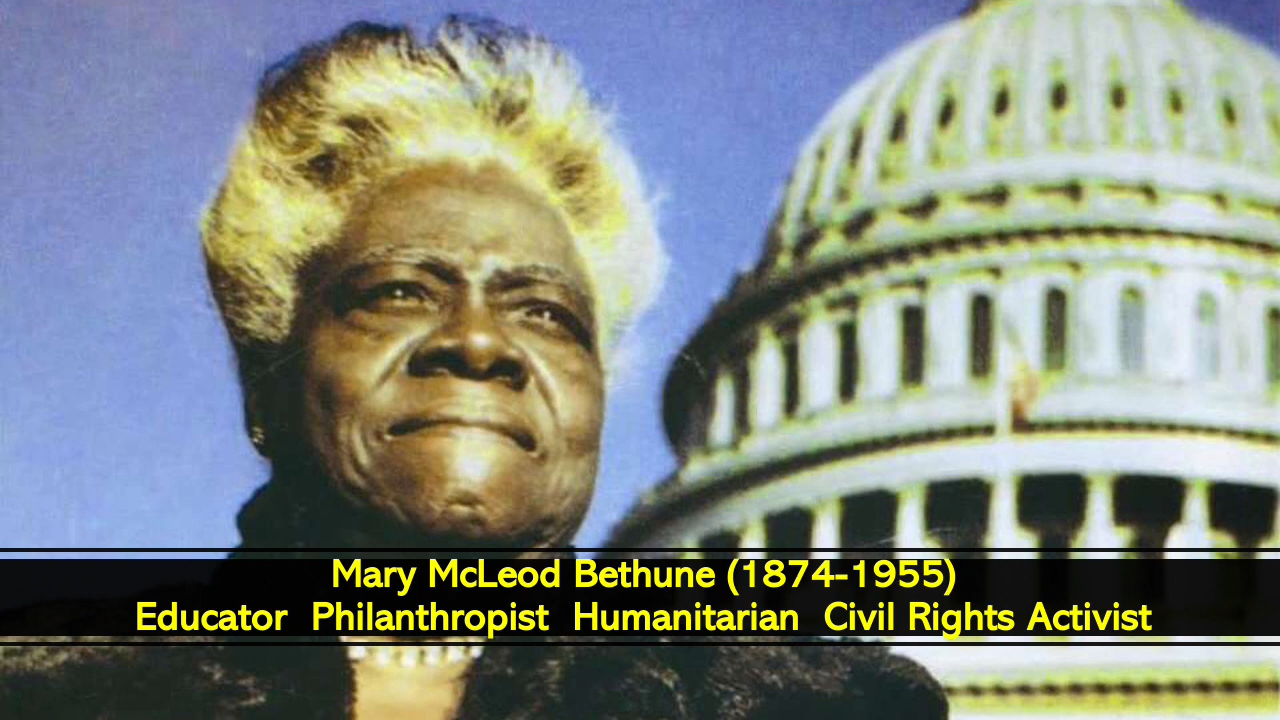 Mary McLeod Bethune (1874-1955)
Educator  Philanthropist  Humanitarian  Civil Rights Activist